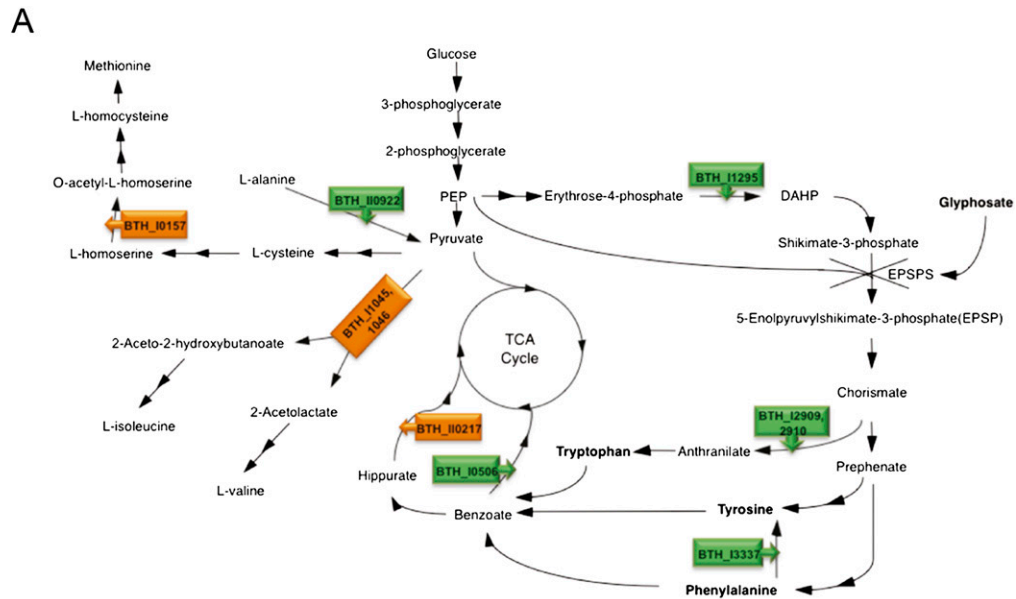 A
Glucose
Methionine
3-phosphoglycerate
L-homocysteine
2-phosphoglycerate
O-acetyl-L-homoserine
L-alanine
BTH_II0922
PEP
Erythrose-4-phosphate
BTH_I1295
DAHP
Glyphosate
BTH_I0157
L-homoserine
L-cysteine
Pyruvate
Shikimate-3-phosphate
EPSPS
BTH_I1045,
1046
5-Enolpyruvylshikimate-3-phosphate(EPSP)
2-Aceto-2-hydroxybutanoate
TCA
Cycle
Chorismate
2-Acetolactate
L-isoleucine
BTH_II0217
BTH_I2909,
2910
Tryptophan
Anthranilate
Prephenate
Hippurate
BTH_I0506
L-valine
Benzoate
Tyrosine
BTH_I3337
Phenylalanine